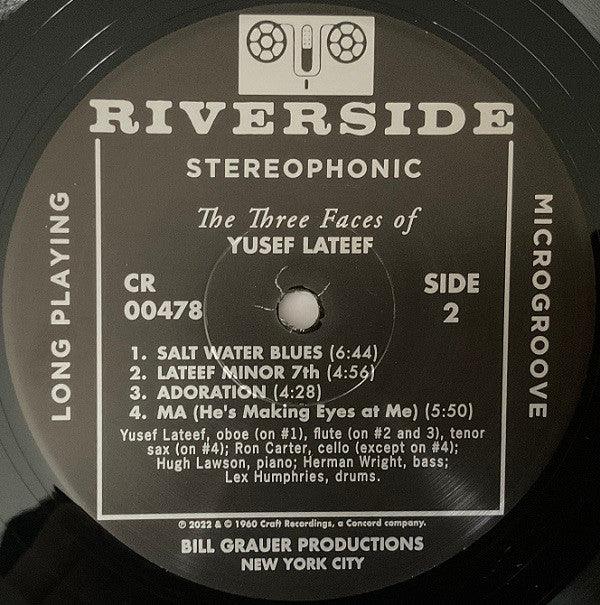 RIVERSIDE
STEREOPHONIC
The Three Faces of
YUSEF LATEEF
LONG PLAYING
MICROGROOVE
CR
00478
SIDE
2
1. SALT WATER BLUES (6:44)
2. LATEEF MINOR 7th (4:56)
3. ADORATION (4:28)
4. MA (He's Making Eyes at Me) (5:50)
Yusef Lateef, oboe (on #1), flute (on #2 and 3), tenor
sax (on #4); Ron Carter, cello (except on #4);
Hugh Lawson, piano; Herman Wright, bass;
Lex Humphries, drums.
℗ 2022 & © 1960 Craft Recordings, a Concord company.
BILL GRAUER PRODUCTIONS
NEW YORK CITY